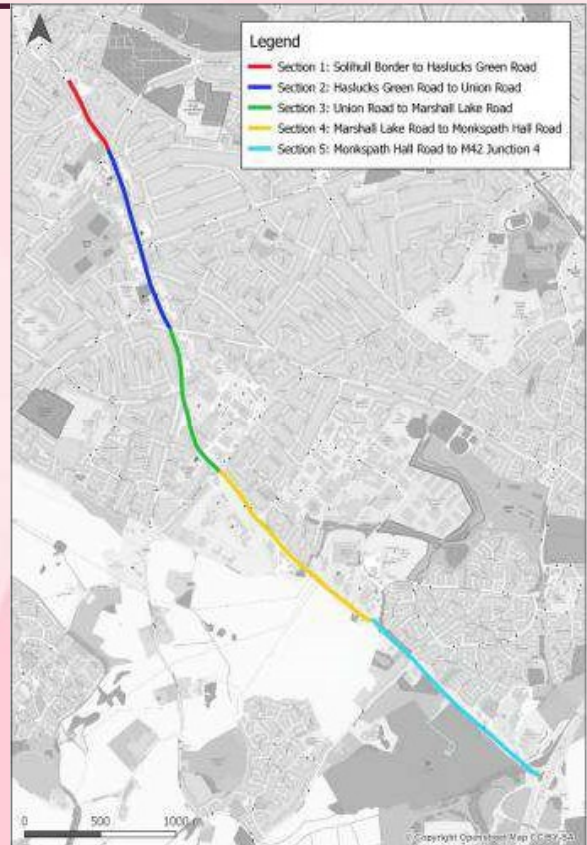 Legend
Section 1: Solihull Border to Haslucks Green Road
Section 2: Haslucks Green Road to Union Road
Section 3: Union Road to Marshall Lake Road
Section 4: Marshall Lake Road to Monkspath Hall Road
Section 5: Monkspath Hall Road to M42 Junction 4
0 500 1000 m
© Copyright Openstreet Map CC BY-SA